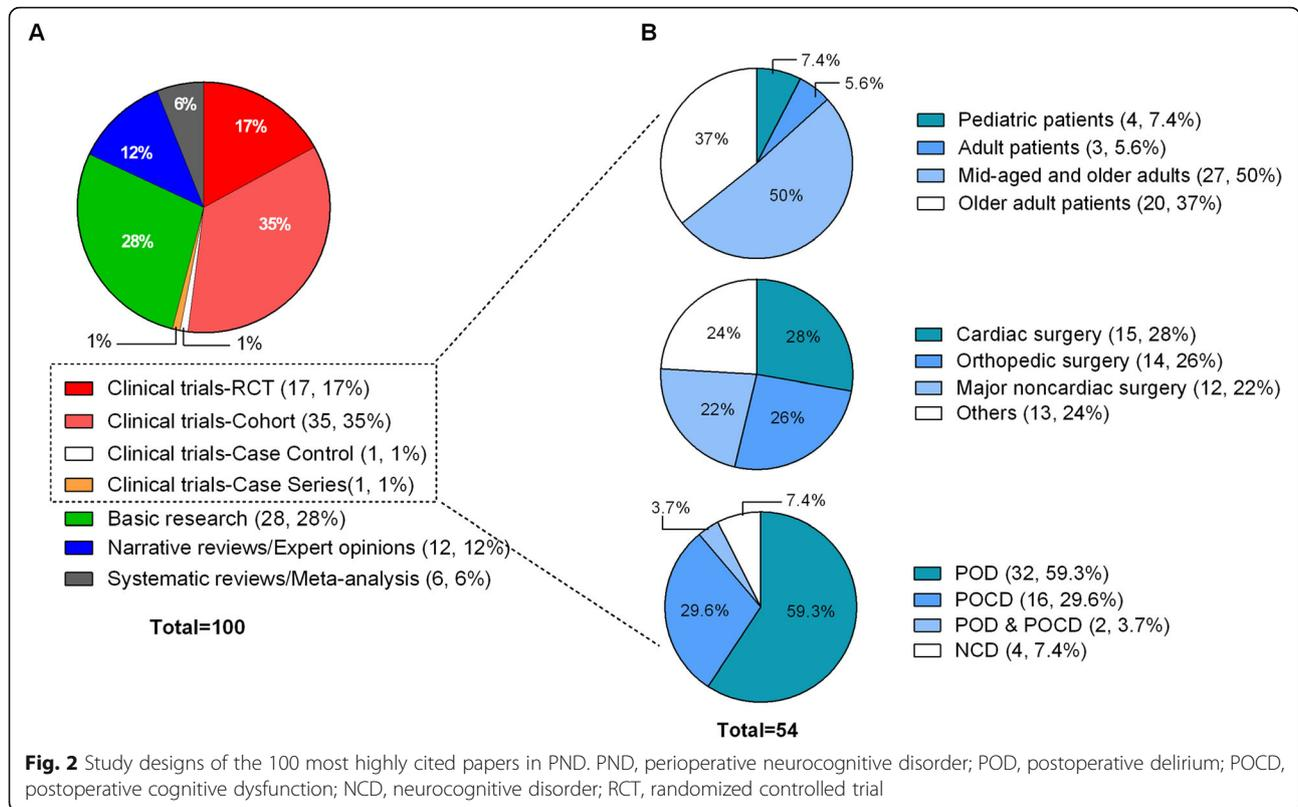 A
6%
17%
12%
35%
28%
1%
1%
Clinical trials-RCT (17, 17%)
Clinical trials-Cohort (35, 35%)
Clinical trials-Case Control (1, 1%)
Clinical trials-Case Series(1, 1%)
Basic research (28, 28%)
Narrative reviews/Expert opinions (12, 12%)
Systematic reviews/Meta-analysis (6, 6%)
Total=100
B
7.4%
5.6%
37%
50%
Pediatric patients (4, 7.4%)
Adult patients (3, 5.6%)
Mid-aged and older adults (27, 50%)
Older adult patients (20, 37%)
24%
28%
22%
26%
Cardiac surgery (15, 28%)
Orthopedic surgery (14, 26%)
Major noncardiac surgery (12, 22%)
Others (13, 24%)
3.7%
7.4%
29.6%
59.3%
POD (32, 59.3%)
POCD (16, 29.6%)
POD & POCD (2, 3.7%)
NCD (4, 7.4%)
Total=54
Fig. 2 Study designs of the 100 most highly cited papers in PND. PND, perioperative neurocognitive disorder; POD, postoperative delirium; POCD,
postoperative cognitive dysfunction; NCD, neurocognitive disorder; RCT, randomized controlled trial